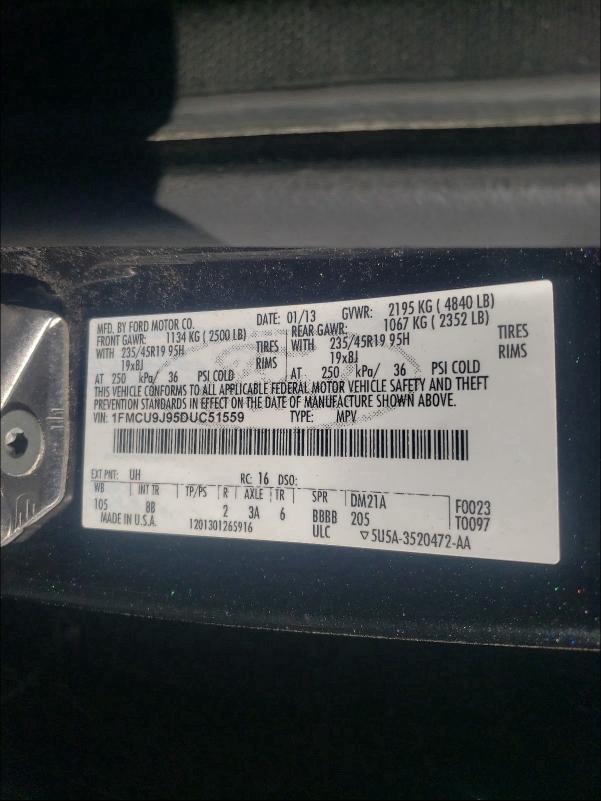 MFD. BY FORD MOTOR CO. DATE: 01/13 GVWR: 2195 KG ( 4840 LB)
FRONT GAWR: 1134 KG ( 2500 LB) REAR GAWR: 1067 KG ( 2352 LB)
WITH 235/45R19 95H TIRES WITH 235/45R19 95H TIRES
19x8J RIMS 19x8J RIMS
AT 250 kPa/ 36 PSI COLD AT 250 kPa/ 36 PSI COLD
THIS VEHICLE CONFORMS TO ALL APPLICABLE FEDERAL MOTOR VEHICLE SAFETY AND THEFT
PREVENTION STANDARDS IN EFFECT ON THE DATE OF MANUFACTURE SHOWN ABOVE.
VIN: 1FMCU9J95DUC51559 TYPE: MPV
EXT PNT: UH RC: 16 DSO:
WB INT TR TP/PS R AXLE TR SPR DM21A F0023
105 8B 2 3A 6 BBBB 205 T0097
MADE IN U.S.A. 1201301265916 ULC ▽5U5A-3520472-AA